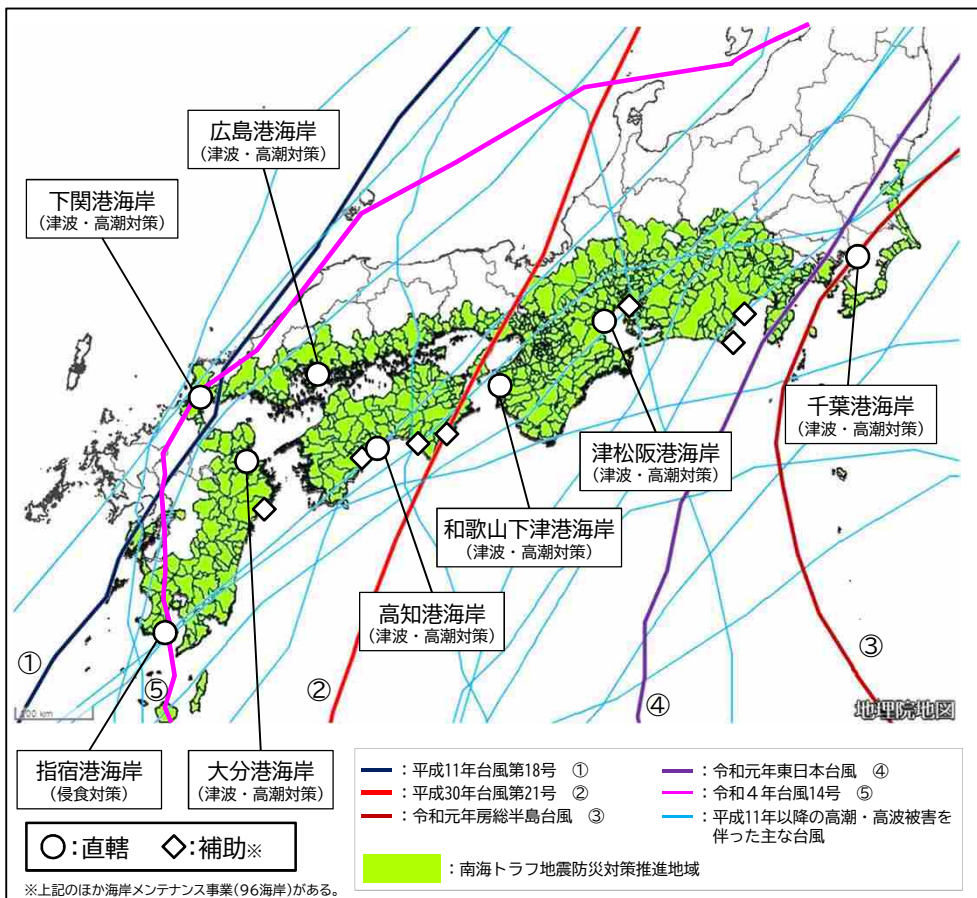 広島港海岸
(津波・高潮対策)
下関港海岸
(津波・高潮対策)
千葉港海岸
(津波・高潮対策)
津松阪港海岸
(津波・高潮対策)
和歌山下津港海岸
(津波・高潮対策)
高知港海岸
(津波・高潮対策)
①
⑤
②
④
③
100 km
地理院地図
指宿港海岸
(侵食対策)
大分港海岸
(津波・高潮対策)
○:直轄 ◇:補助※
※上記のほか海岸メンテナンス事業(96海岸)がある。
:平成11年台風第18号 ①
:平成30年台風第21号 ②
:令和元年房総半島台風 ③
:令和元年東日本台風 ④
:令和4年台風14号 ⑤
:平成11年以降の高潮・高波被害を
伴った主な台風
:南海トラフ地震防災対策推進地域